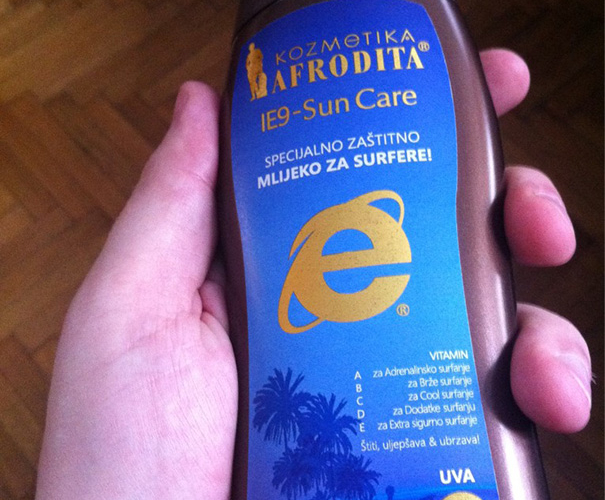 KOZMETIKA
AFRODITA®
IE9-Sun Care
SPECIJALNO ZAŠTITNO
MLIJEKO ZA SURFERE!
e®
VITAMIN
A za Adrenalinsko surfanje
B za Brže surfanje
C za Cool surfanje
D za Dodatke surfanju
E za Extra sigurno surfanje
Štiti, uljepšava & ubrzava!
UVA